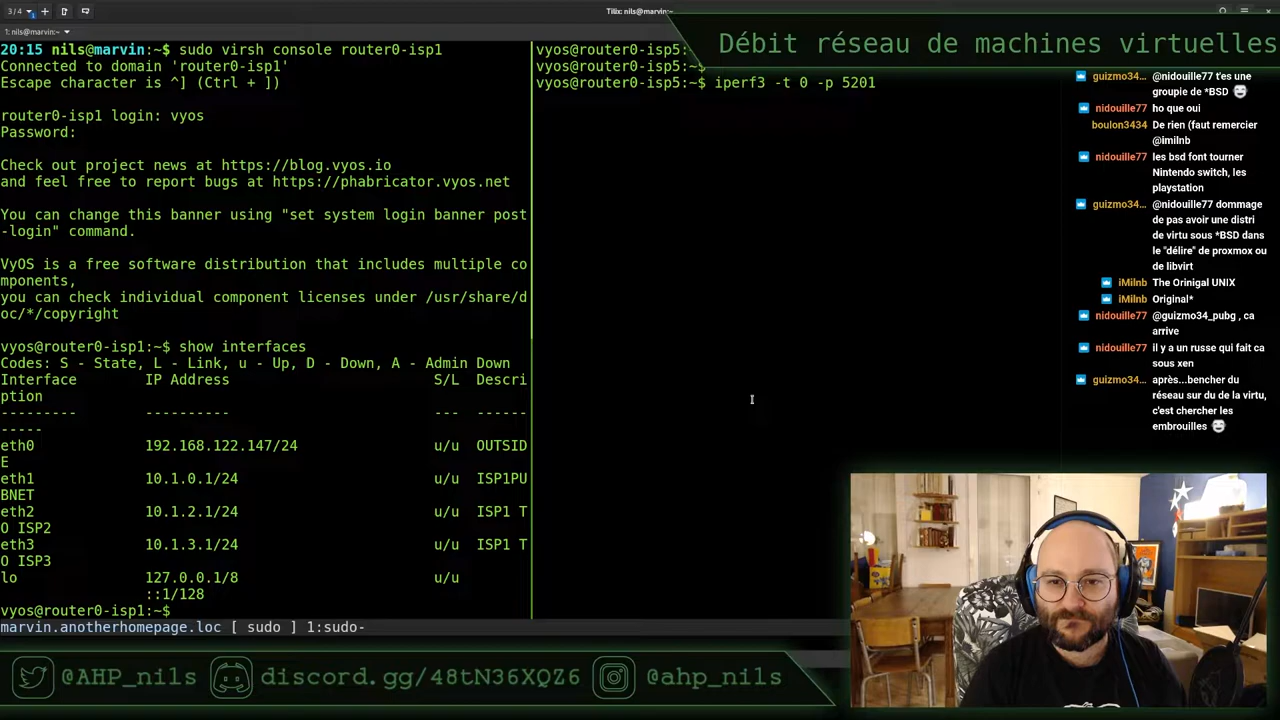 3/4
Tilix: nils@marvin:~
1: nils@marvin:~
20:15 nils@marvin:~$ sudo virsh console router0-isp1
Connected to domain 'router0-isp1'
Escape character is ^] (Ctrl + ])
router0-isp1 login: vyos
Password:
Check out project news at https://blog.vyos.io
and feel free to report bugs at https://phabricator.vyos.net
You can change this banner using "set system login banner post
-login" command.
VyOS is a free software distribution that includes multiple co
mponents,
you can check individual component licenses under /usr/share/d
oc/*/copyright
vyos@router0-isp1:~$ show interfaces
Codes: S - State, L - Link, u - Up, D - Down, A - Admin Down
Interface IP Address S/L Descri
ption
--------- ---------- --- ------
-----
eth0 192.168.122.147/24 u/u OUTSID
E
eth1 10.1.0.1/24 u/u ISP1PU
BNET
eth2 10.1.2.1/24 u/u ISP1 T
O ISP2
eth3 10.1.3.1/24 u/u ISP1 T
O ISP3
lo 127.0.0.1/8 u/u
::1/128
vyos@router0-isp1:~$
marvin.anotherhomepage.loc [ sudo ] 1:sudo-
vyos@router0-isp5:
vyos@router0-isp5:~$
vyos@router0-isp5:~$ iperf3 -t 0 -p 5201
Débit réseau de machines virtuelles
guizmo34... @nidouille77 t'es une
groupie de *BSD
nidouille77 ho que oui
boulon3434 De rien (faut remercier
@imilnb
nidouille77 les bsd font tourner
Nintendo switch, les
playstation
guizmo34... @nidouille77 dommage
de pas avoir une distri
de virtu sous *BSD dans
le "délire" de proxmox ou
de libvirt
iMilnb The Orinigal UNIX
iMilnb Original*
nidouille77 @guizmo34_pubg , ca
arrive
nidouille77 il y a un russe qui fait ca
sous xen
guizmo34... après...bencher du
réseau sur du de la virtu,
c'est chercher les
embrouilles
@AHP_nils discord.gg/48tN36XQZ6 @ahp_nils